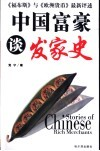 《福布斯》与《欧洲货币》最新评述
中国富豪
谈
发家史
Stories of
Chinese
Rich Merchants